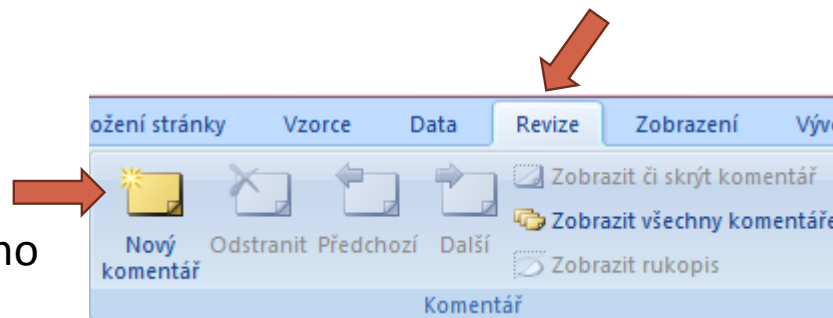 ožení stránky Vzorce Data Revize Zobrazení Výv
Zobrazit či skrýt komentář
Zobrazit všechny komentáře
Zobrazit rukopis
Nový komentář Odstranit Předchozí Další
Komentář
no